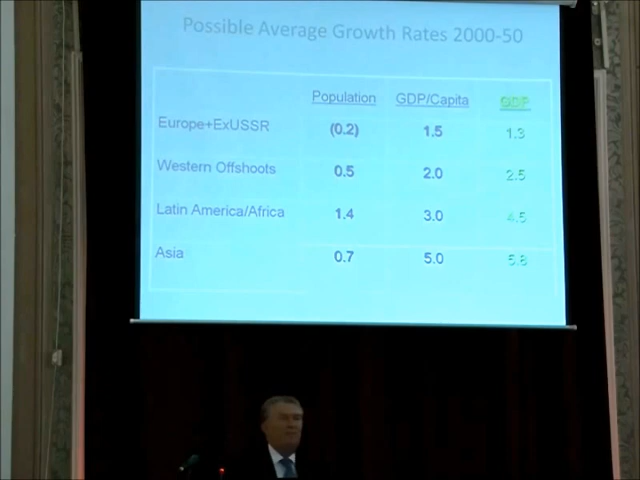 Possible Average Growth Rates 2000-50
Population GDP/Capita GDP
Europe+ExUSSR (0.2) 1.5 1.3
Western Offshoots 0.5 2.0 2.5
Latin America/Africa 1.4 3.0 4.5
Asia 0.7 5.0 5.8